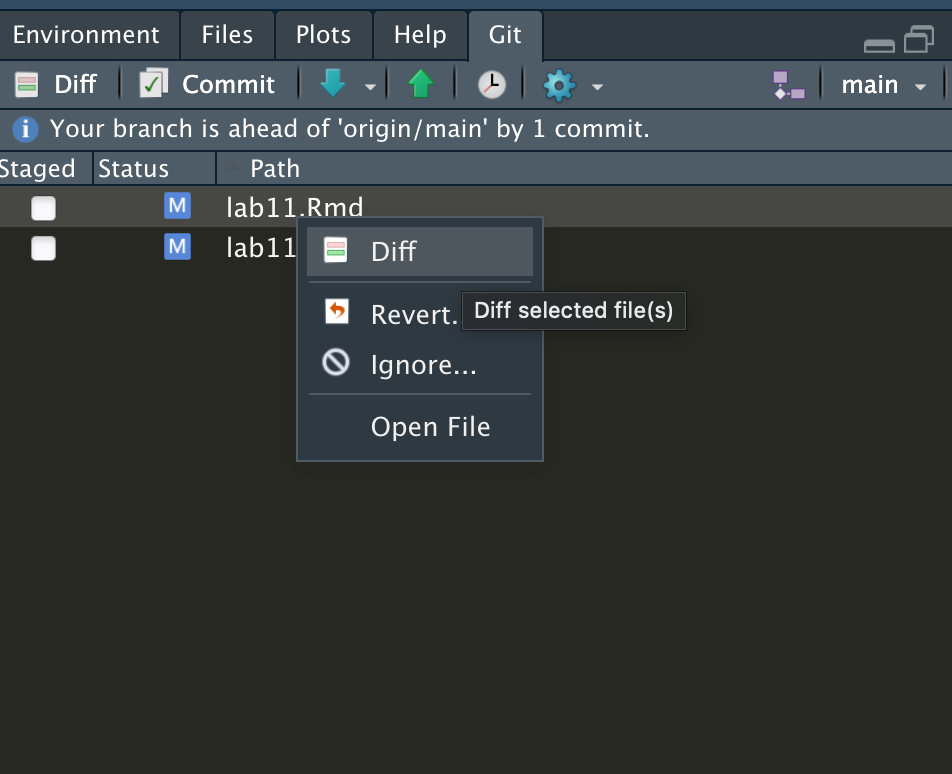 Environment Files Plots Help Git
Diff Commit main
Your branch is ahead of 'origin/main' by 1 commit.
Staged Status Path
M lab11.Rmd
M lab11
Diff
Revert.
Diff selected file(s)
Ignore...
Open File